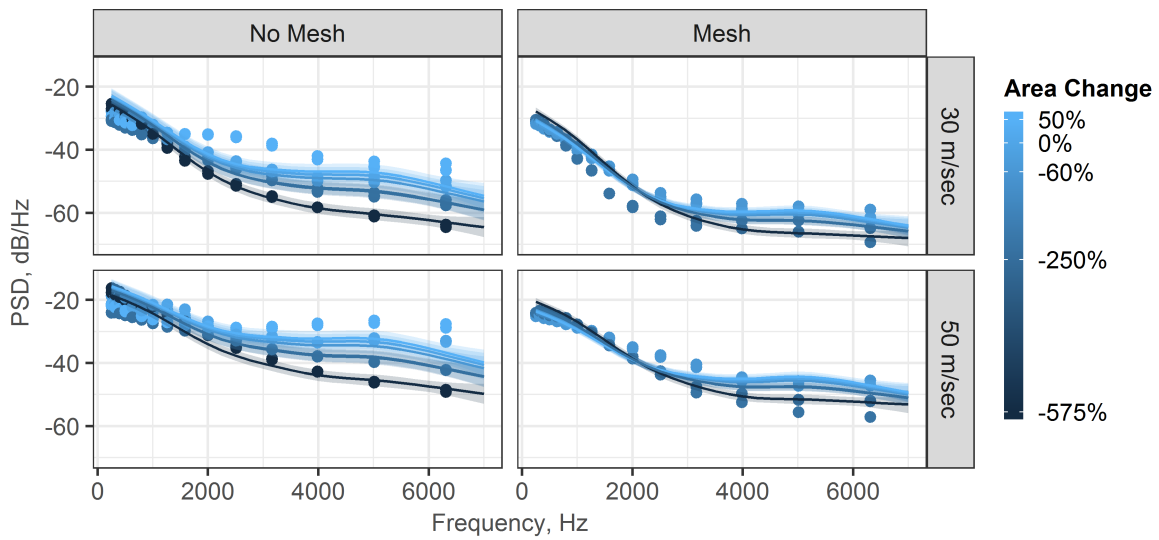 No Mesh
Mesh
-20
-40
-60
30 m/sec
-20
-40
-60
50 m/sec
PSD, dB/Hz
0
2000
4000
6000
0
2000
4000
6000
Frequency, Hz
Area Change
50%
0%
-60%
-250%
-575%